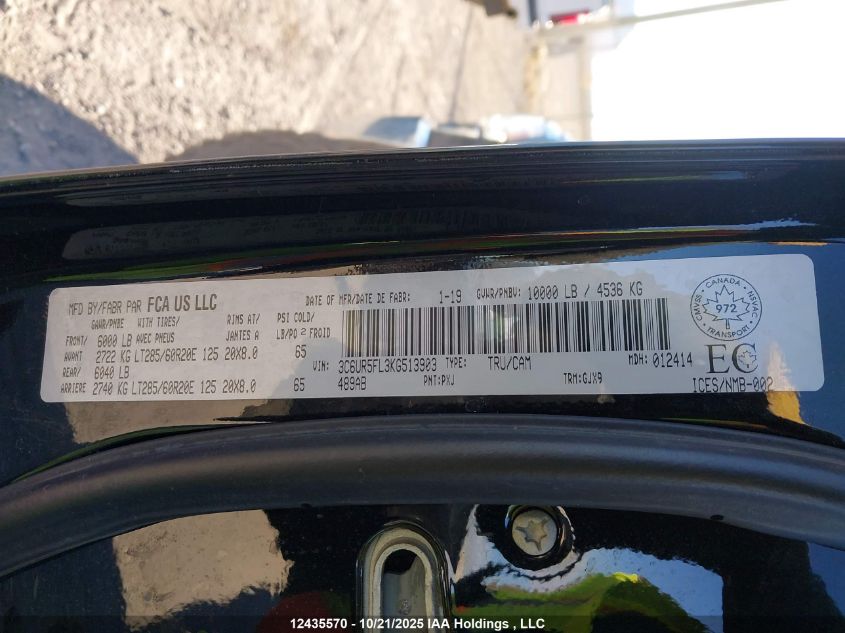 MFD BY/FABR PAR FCA US LLC
DATE OF MFR/DATE DE FABR: 1-19
GVWR/PNBV: 10000 LB / 4536 KG
GAWR/PNBE WITH TIRES/ RIMS AT/ PSI COLD/
FRONT/ 6000 LB AVEC PNEUS JANTES A LB/PO 2 FROID
AVANT 2722 KG LT285/60R20E 125 20X8.0 65
REAR/ 6040 LB
ARRIERE 2740 KG LT285/60R20E 125 20X8.0 65
VIN: 3C6UR5FL3KG513903 TYPE: TRU/CAM MDH: 012414
489AB PNT:PXJ TRM:GJX9
CMVSS · CANADA · NSVAC
972
TRANSPORT
EC
ICES/NMB-002
12435570 - 10/21/2025 IAA Holdings , LLC